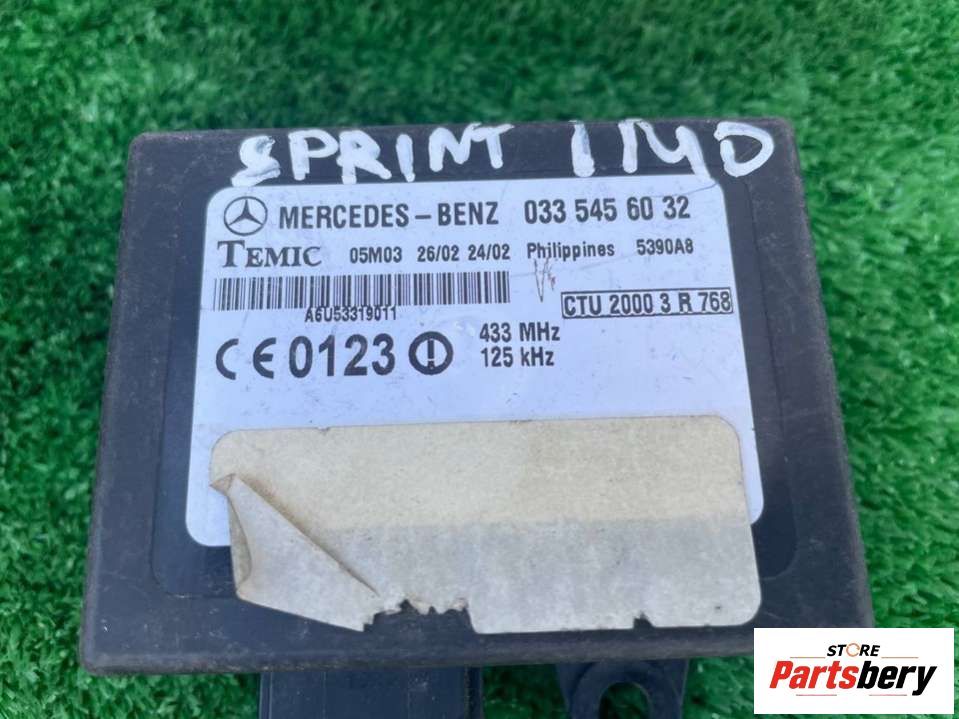 SPRINT 1140
MERCEDES-BENZ 033 545 60 32
TEMIC 05M03 26/02 24/02 Philippines 5390A8
A6U53319011
CTU 2000 3 R 768
CE 0123 433 MHz
125 kHz
STORE
Partsbery